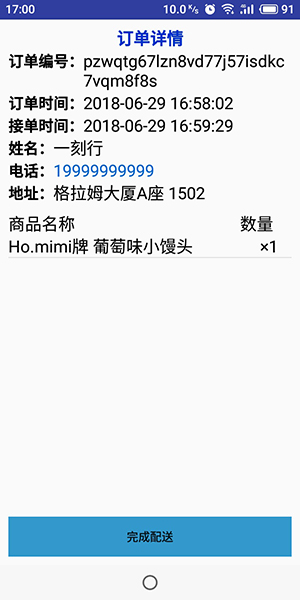 17:00 10.0 K/s 91
订单详情
订单编号：pzwqtg67lzn8vd77j57isdkc
7vqm8f8s
订单时间：2018-06-29 16:58:02
接单时间：2018-06-29 16:59:29
姓名：一刻行
电话：19999999999
地址：格拉姆大厦A座 1502
商品名称 数量
Ho.mimi牌 葡萄味小馒头 ×1
完成配送